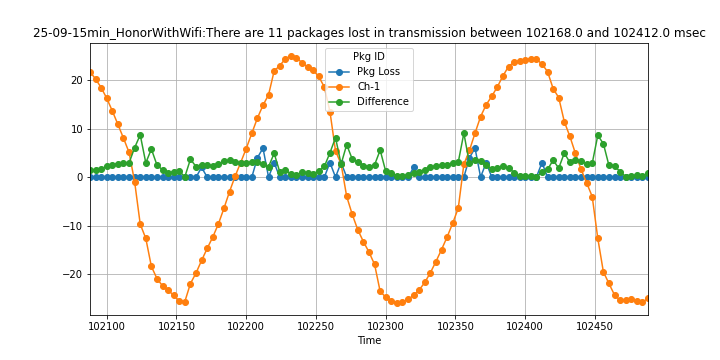 25-09-15min_HonorWithWifi:There are 11 packages lost in transmission between 102168.0 and 102412.0 msec
Pkg ID
Pkg Loss
Ch-1
Difference
20
10
0
−10
−20
102100 102150 102200 102250 102300 102350 102400 102450
Time